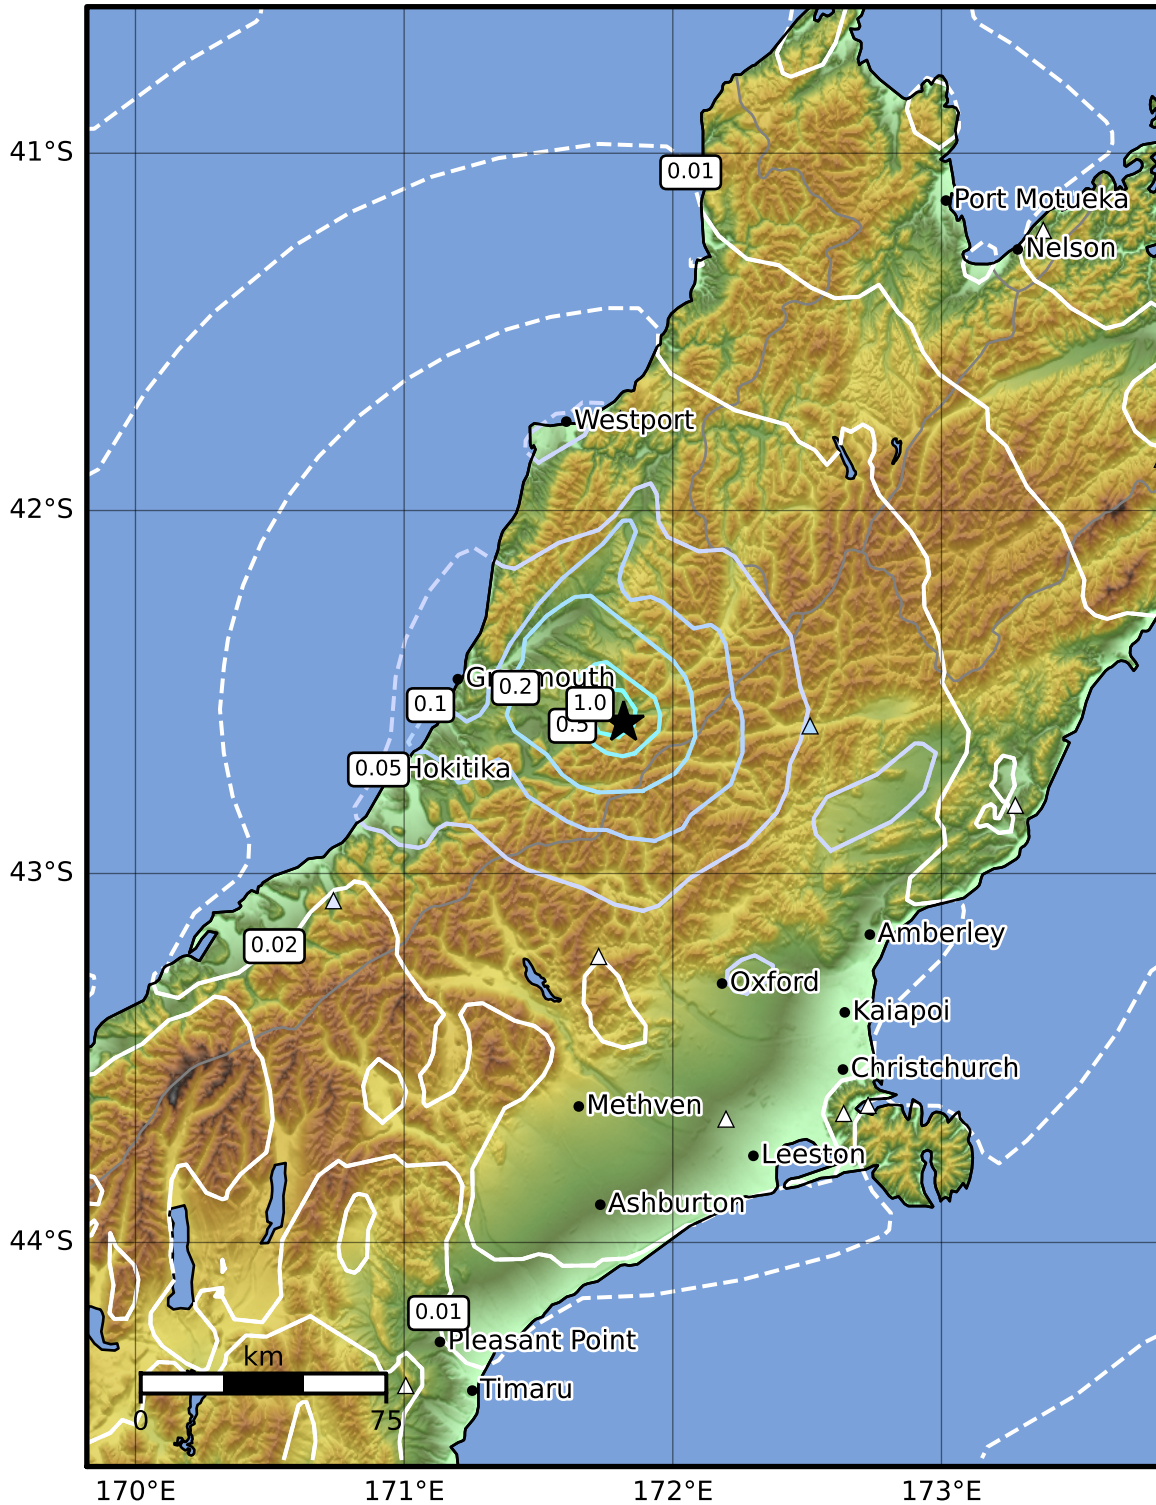 0.01
41°S
Port Motueka
Nelson
Westport
42°S
0.2
0.1
1.0
Hokitika
0.05
43°S
Amberley
0.02
Oxford
Kaiapoi
Christchurch
Methven
Leeston
Ashburton
44°S
0.01
Pleasant Point
km
Timaru
0
75
170°E
171°E
172°E
173°E